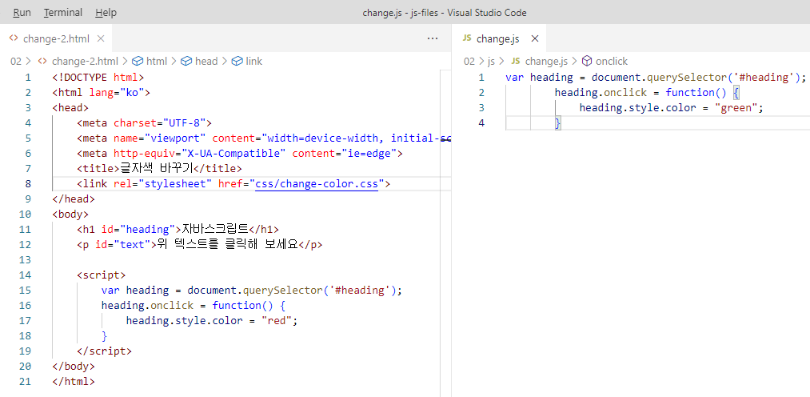 Run Terminal Help change.js - js-files - Visual Studio Code
change-2.html
02 > change-2.html > html > head > link
1 <!DOCTYPE html>
2 <html lang="ko">
3 <head>
4 <meta charset="UTF-8">
5 <meta name="viewport" content="width=device-width, initial-sc
6 <meta http-equiv="X-UA-Compatible" content="ie=edge">
7 <title>글자색 바꾸기</title>
8 <link rel="stylesheet" href="css/change-color.css">
9 </head>
10 <body>
11 <h1 id="heading">자바스크립트</h1>
12 <p id="text">위 텍스트를 클릭해 보세요</p>
13
14 <script>
15 var heading = document.querySelector('#heading');
16 heading.onclick = function() {
17 heading.style.color = "red";
18 }
19 </script>
20 </body>
21 </html>
JS change.js
02 > js > JS change.js > onclick
1 var heading = document.querySelector('#heading');
2 heading.onclick = function() {
3 heading.style.color = "green";
4 }